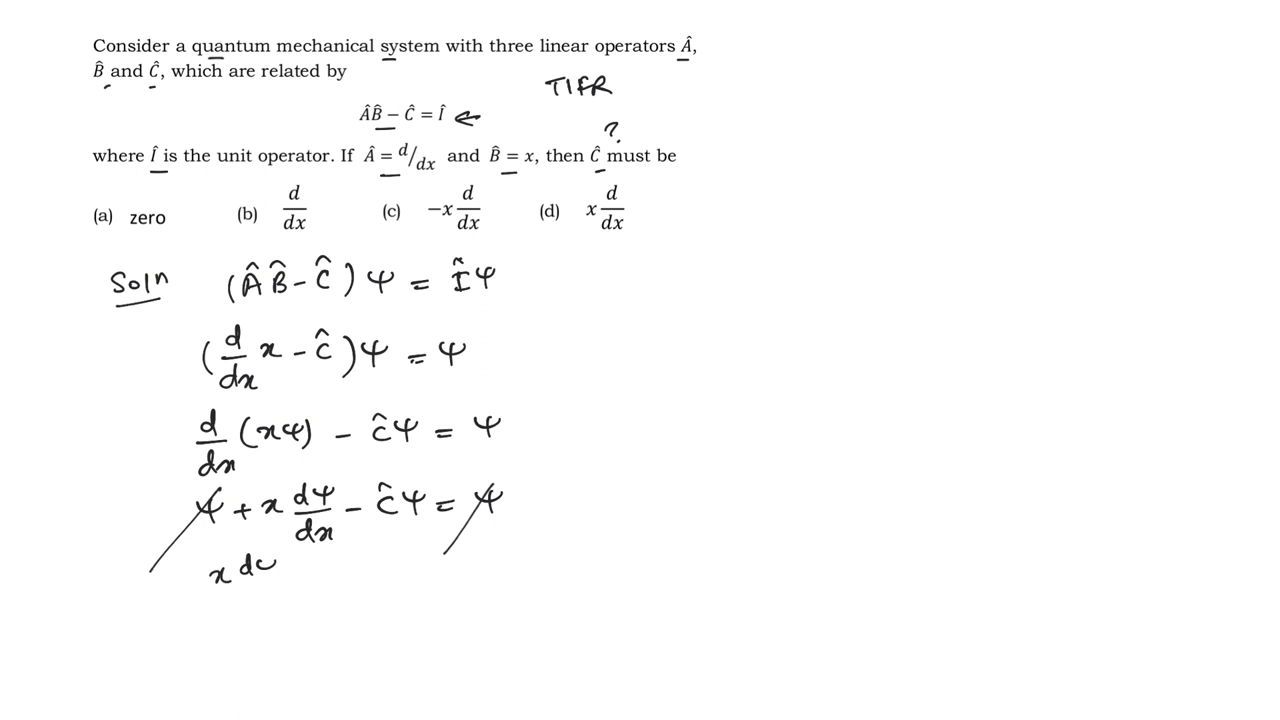 Consider a quantum mechanical system with three linear operators Â,
B̂ and Ĉ, which are related by
TIFR
ÂB̂ − Ĉ = Î ←
?
where Î is the unit operator. If Â = d/dx and B̂ = x, then Ĉ must be
(a) zero (b) d/dx (c) −x d/dx (d) x d/dx
Soln (ÂB̂ − Ĉ)ψ = Îψ
(d/dx x − Ĉ)ψ = ψ
d/dx (xψ) − Ĉψ = ψ
ψ + x dψ/dx − Ĉψ = ψ
x d